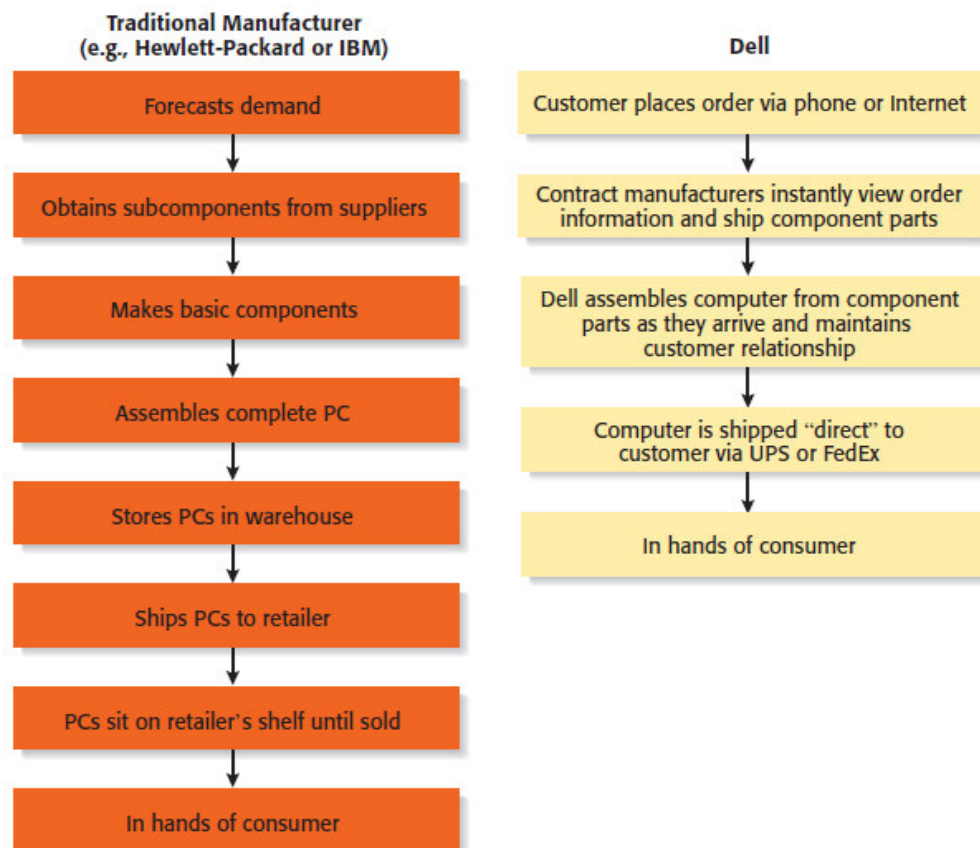 Traditional Manufacturer
(e.g., Hewlett-Packard or IBM)
Forecasts demand
Obtains subcomponents from suppliers
Makes basic components
Assembles complete PC
Stores PCs in warehouse
Ships PCs to retailer
PCs sit on retailer's shelf until sold
In hands of consumer
Dell
Customer places order via phone or Internet
Contract manufacturers instantly view order
information and ship component parts
Dell assembles computer from component
parts as they arrive and maintains
customer relationship
Computer is shipped “direct” to
customer via UPS or FedEx
In hands of consumer